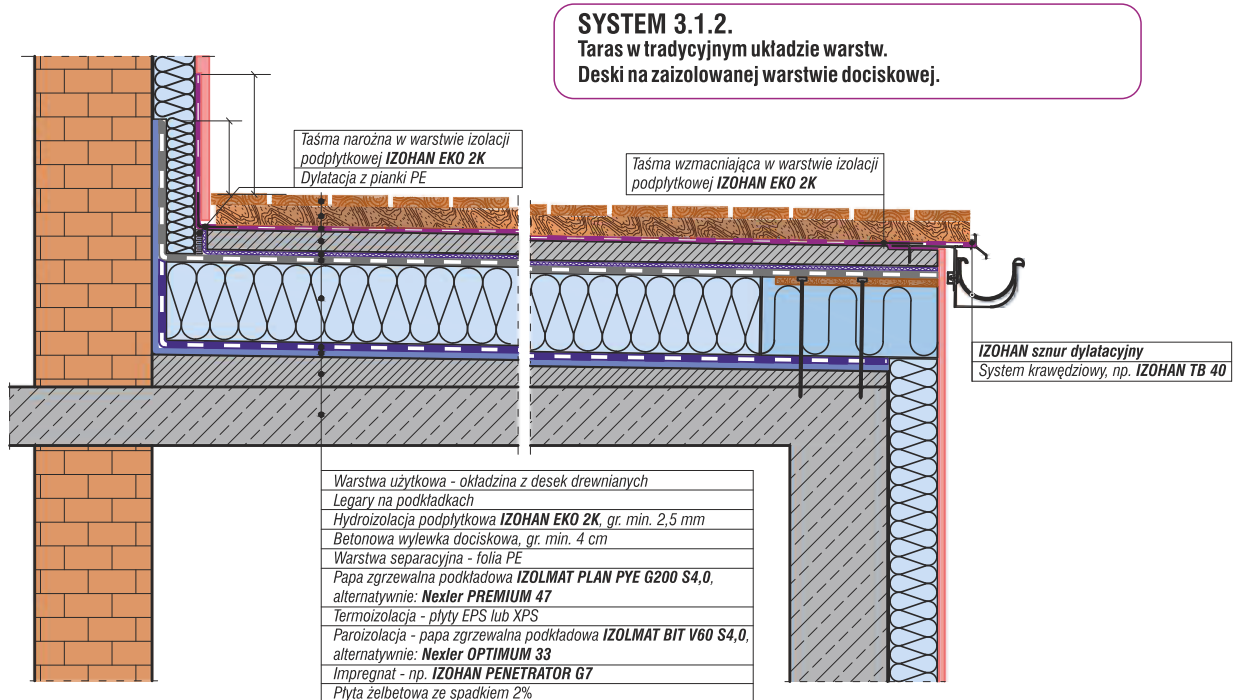 SYSTEM 3.1.2.
Taras w tradycyjnym układzie warstw.
Deski na zaizolowanej warstwie dociskowej.
Taśma narożna w warstwie izolacji
podpłytkowej IZOHAN EKO 2K
Dylatacja z pianki PE
Taśma wzmacniająca w warstwie izolacji
podpłytkowej IZOHAN EKO 2K
IZOHAN sznur dylatacyjny
System krawędziowy, np. IZOHAN TB 40
Warstwa użytkowa - okładzina z desek drewnianych
Legary na podkładkach
Hydroizolacja podpłytkowa IZOHAN EKO 2K, gr. min. 2,5 mm
Betonowa wylewka dociskowa, gr. min. 4 cm
Warstwa separacyjna - folia PE
Papa zgrzewalna podkładowa IZOLMAT PLAN PYE G200 S4,0,
alternatywnie: Nexler PREMIUM 47
Termoizolacja - płyty EPS lub XPS
Paroizolacja - papa zgrzewalna podkładowa IZOLMAT BIT V60 S4,0,
alternatywnie: Nexler OPTIMUM 33
Impregnat - np. IZOHAN PENETRATOR G7
Płyta żelbetowa ze spadkiem 2%